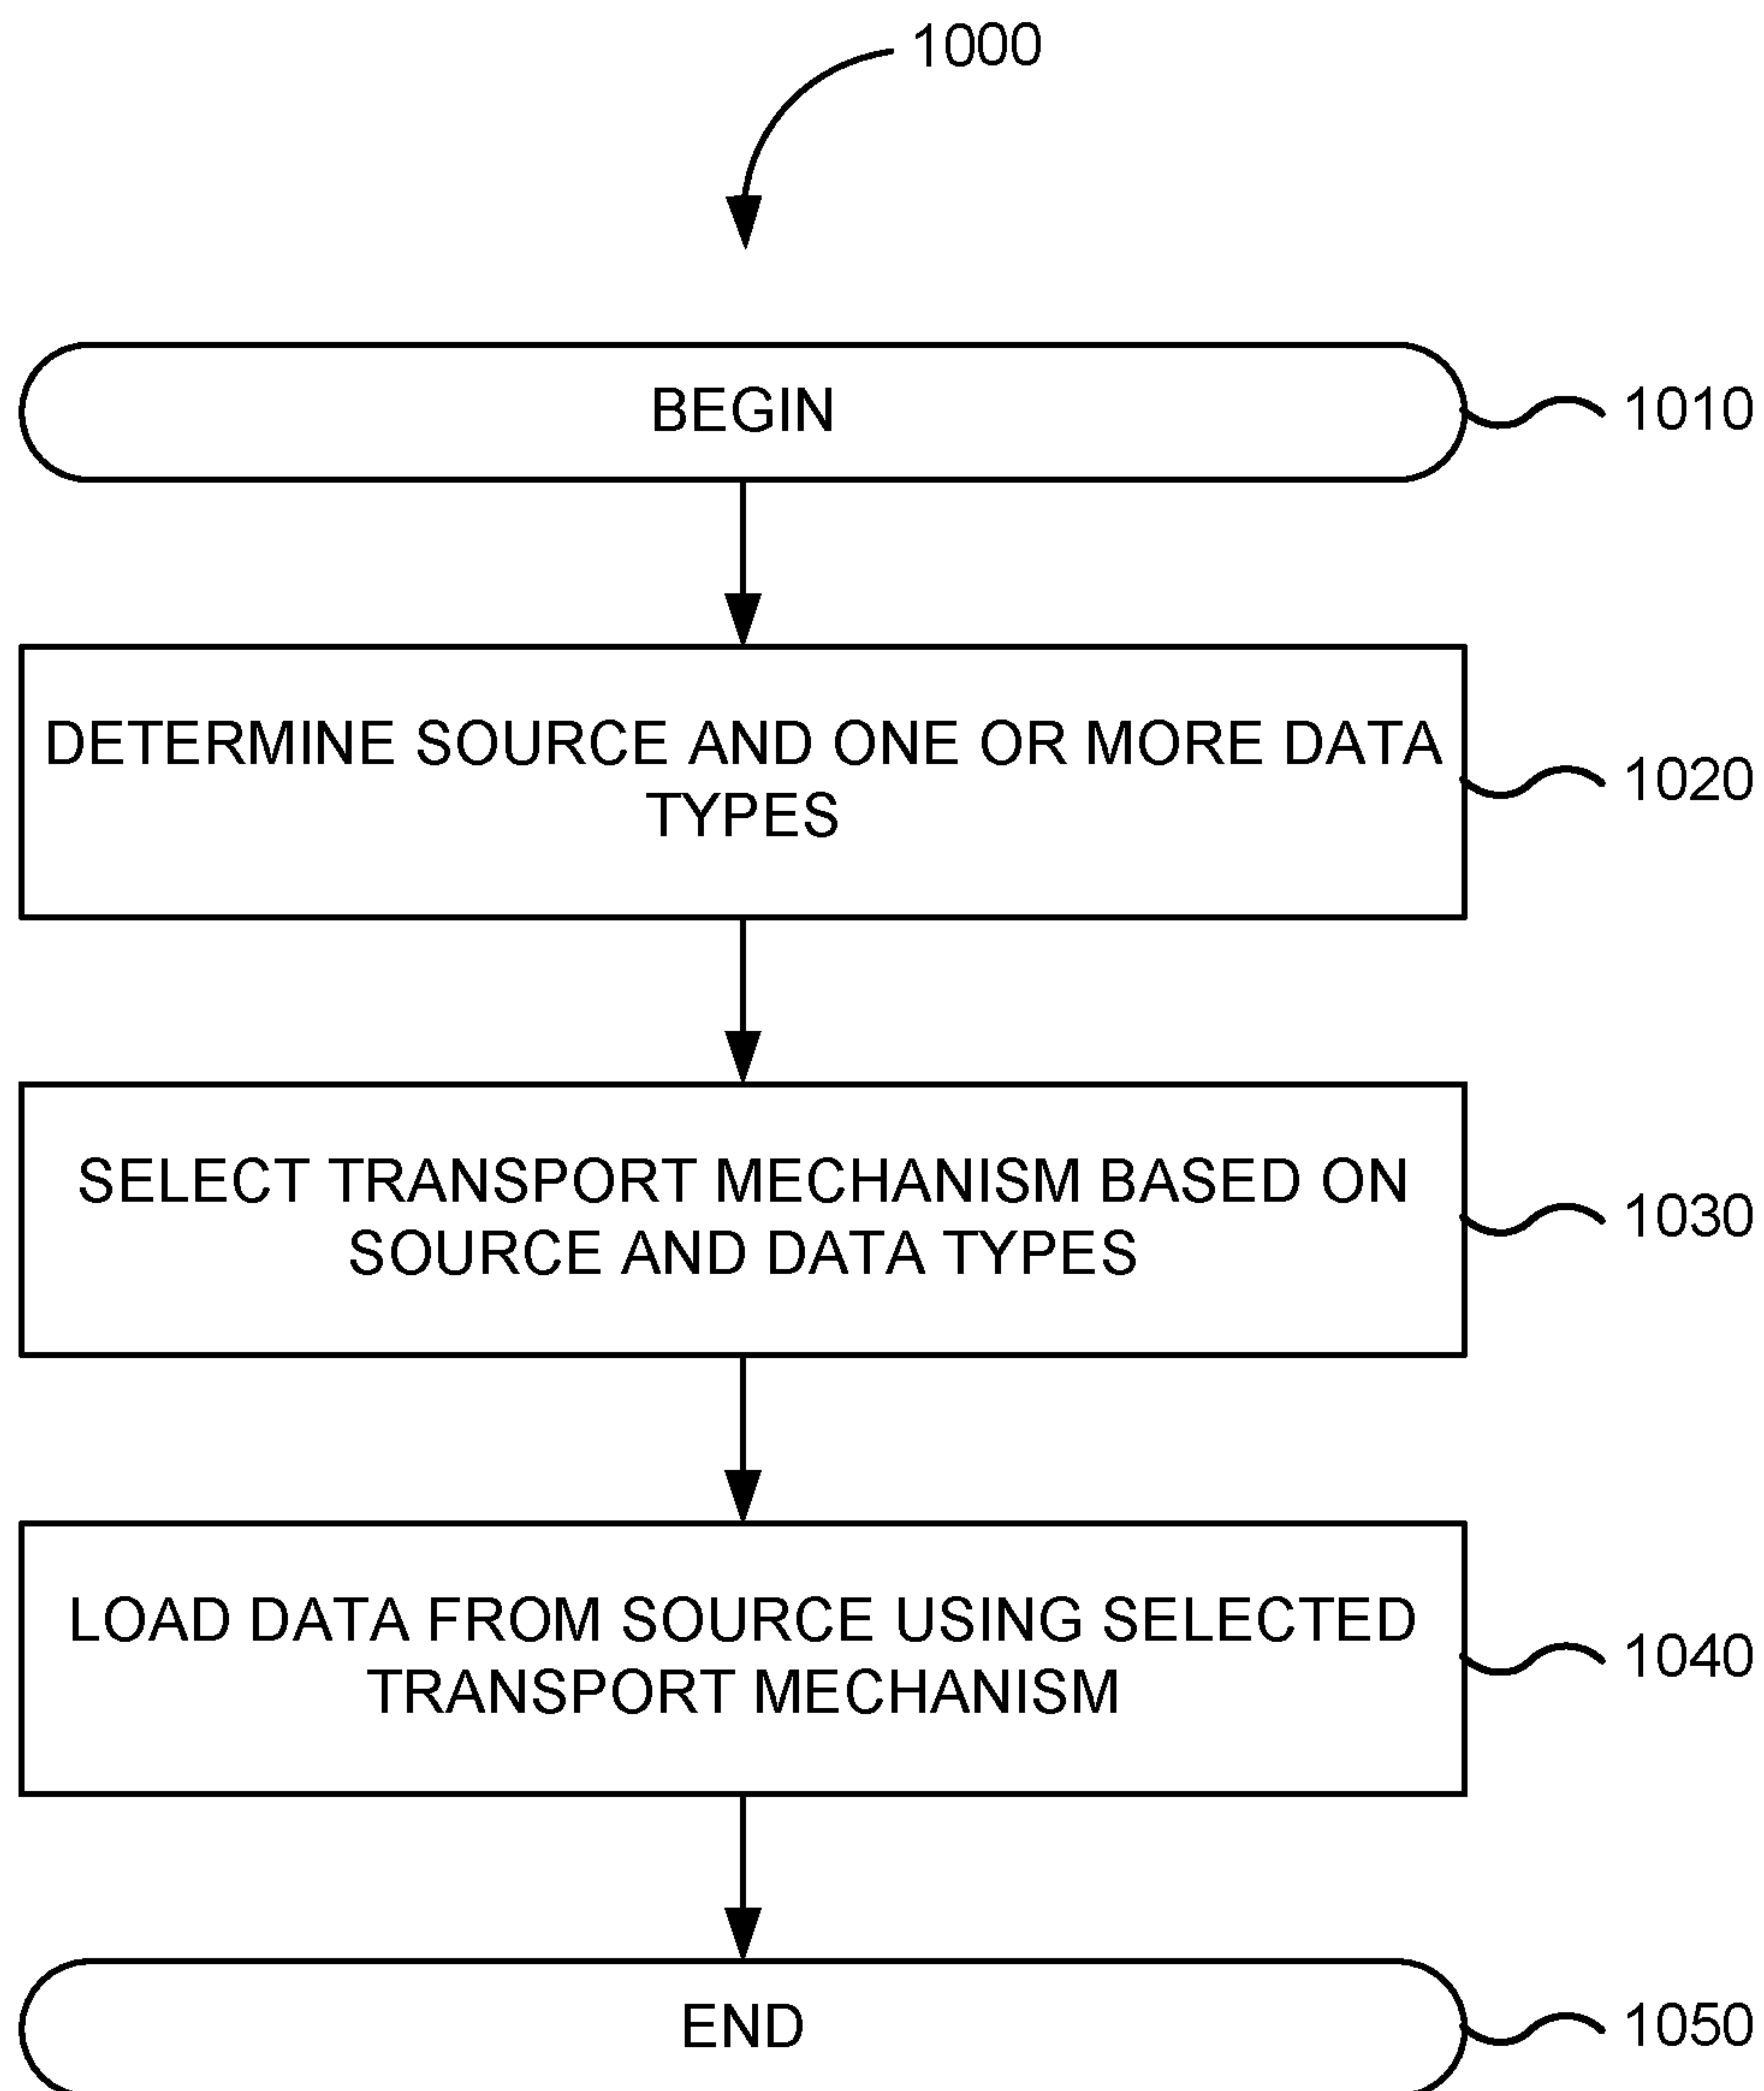 1000
BEGIN
1010
DETERMINE SOURCE AND ONE OR MORE DATA
TYPES
1020
SELECT TRANSPORT MECHANISM BASED ON
SOURCE AND DATA TYPES
1030
LOAD DATA FROM SOURCE USING SELECTED
TRANSPORT MECHANISM
1040
END
1050